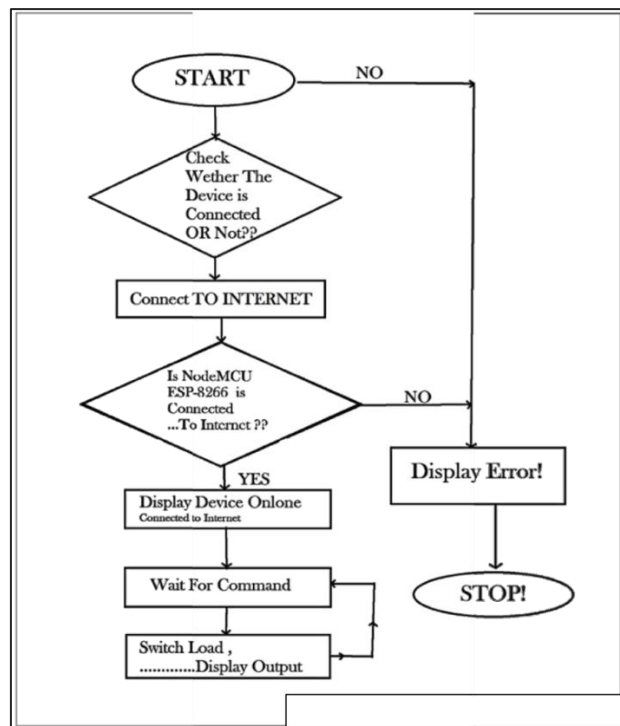 START
NO
Check
Wether The
Device is
Connected
OR Not??
Connect TO INTERNET
Is NodeMCU
ESP-8266 is
Connected
...To Internet ??
NO
YES
Display Error!
Display Device Onlone
Connected to Internet
Wait For Command
STOP!
Switch Load ,
.............Display Output